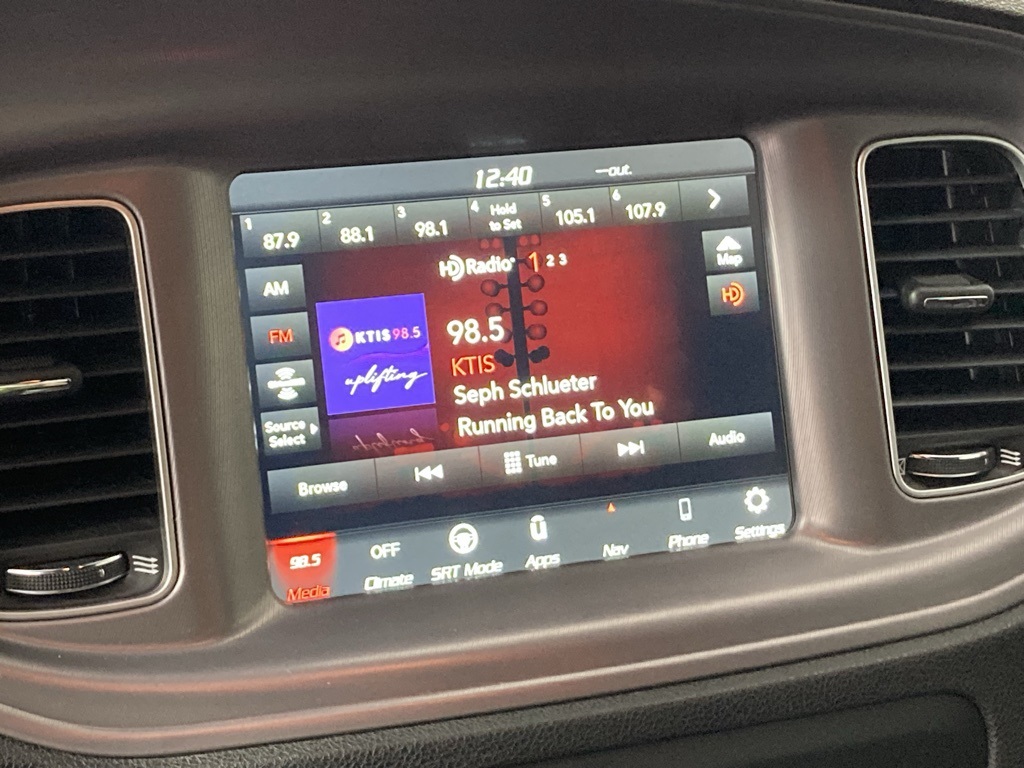 12:40
—out.
1 87.9
2 88.1
3 98.1
4 Hold to Set
5 105.1
6 107.9
HD Radio 1 2 3
Map
AM
HD
FM
KTIS 98.5
uplifting
98.5
KTIS
Seph Schlueter
Running Back To You
Source
Select
Browse
Tune
Audio
98.5
Media
OFF
Climate
SRT Mode
Apps
Nav
Phone
Settings